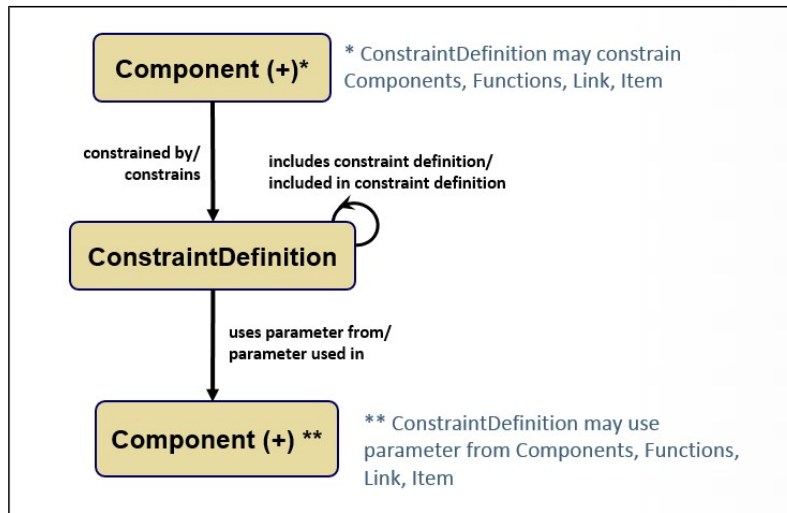 Component (+)*
* ConstraintDefinition may constrain
Components, Functions, Link, Item
constrained by/
constrains
includes constraint definition/
included in constraint definition
ConstraintDefinition
uses parameter from/
parameter used in
Component (+) **
** ConstraintDefinition may use
parameter from Components, Functions,
Link, Item